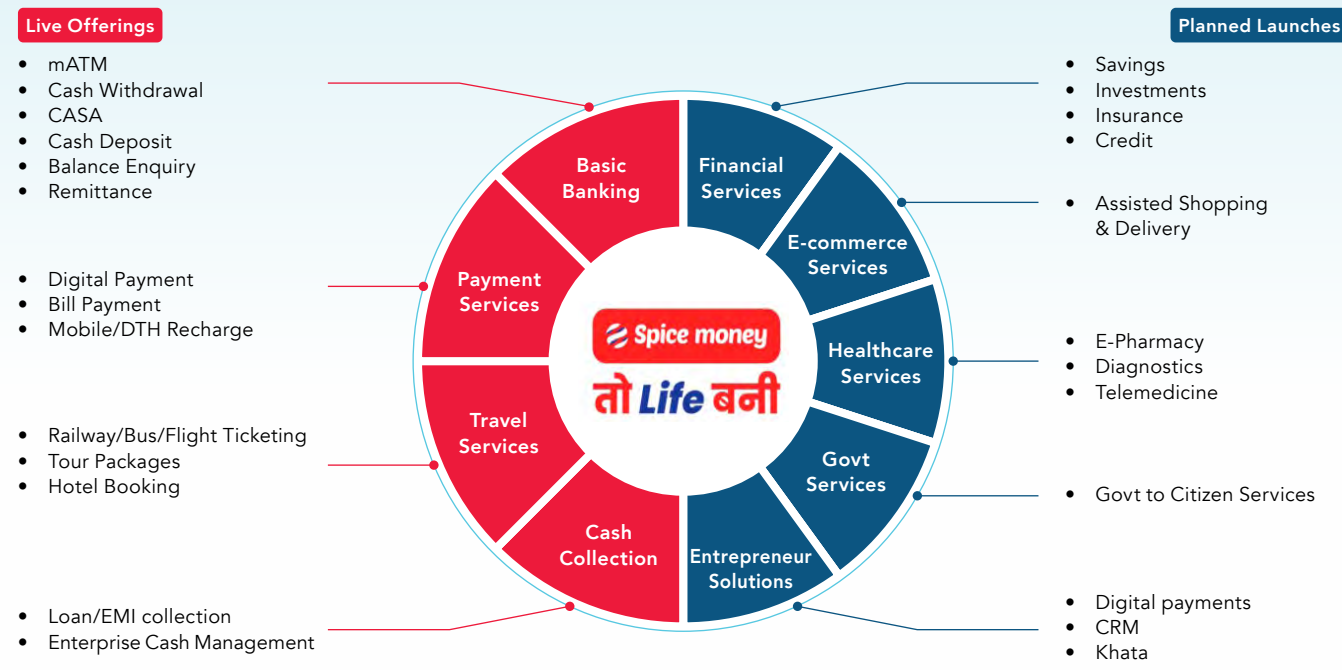 Live Offerings
• mATM
• Cash Withdrawal
• CASA
• Cash Deposit
• Balance Enquiry
• Remittance
• Digital Payment
• Bill Payment
• Mobile/DTH Recharge
• Railway/Bus/Flight Ticketing
• Tour Packages
• Hotel Booking
• Loan/EMI collection
• Enterprise Cash Management
Basic
Banking
Payment
Services
Travel
Services
Cash
Collection
Spice money
तो Life बनी
Financial
Services
E-commerce
Services
Healthcare
Services
Govt
Services
Entrepreneur
Solutions
Planned Launches
• Savings
• Investments
• Insurance
• Credit
• Assisted Shopping
& Delivery
• E-Pharmacy
• Diagnostics
• Telemedicine
• Govt to Citizen Services
• Digital payments
• CRM
• Khata